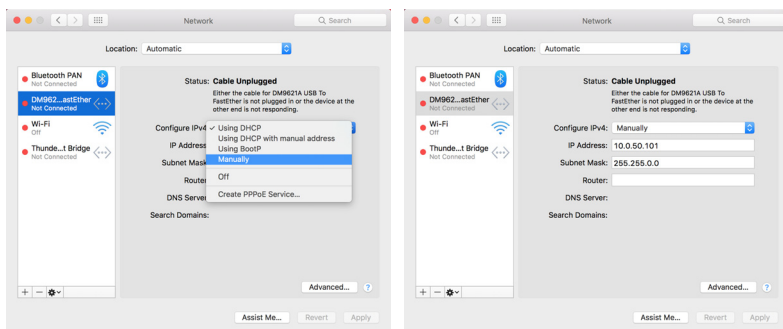 Network
Search
Location: Automatic
Bluetooth PAN
Not Connected
DM962...astEther
Not Connected
Wi-Fi
Off
Thunde...t Bridge
Not Connected
Status: Cable Unplugged
Either the cable for DM9621A USB To
FastEther is not plugged in or the device at the
other end is not responding.
Configure IPv4
✓ Using DHCP
Using DHCP with manual address
Using BootP
Manually
Off
Create PPPoE Service...
IP Address
Subnet Mask
Router
DNS Server
Search Domains:
Advanced... ?
Assist Me... Revert Apply
Network
Search
Location: Automatic
Bluetooth PAN
Not Connected
DM962...astEther
Not Connected
Wi-Fi
Off
Thunde...t Bridge
Not Connected
Status: Cable Unplugged
Either the cable for DM9621A USB To
FastEther is not plugged in or the device at the
other end is not responding.
Configure IPv4: Manually
IP Address: 10.0.50.101
Subnet Mask: 255.255.0.0
Router:
DNS Server:
Search Domains:
Advanced... ?
Assist Me... Revert Apply